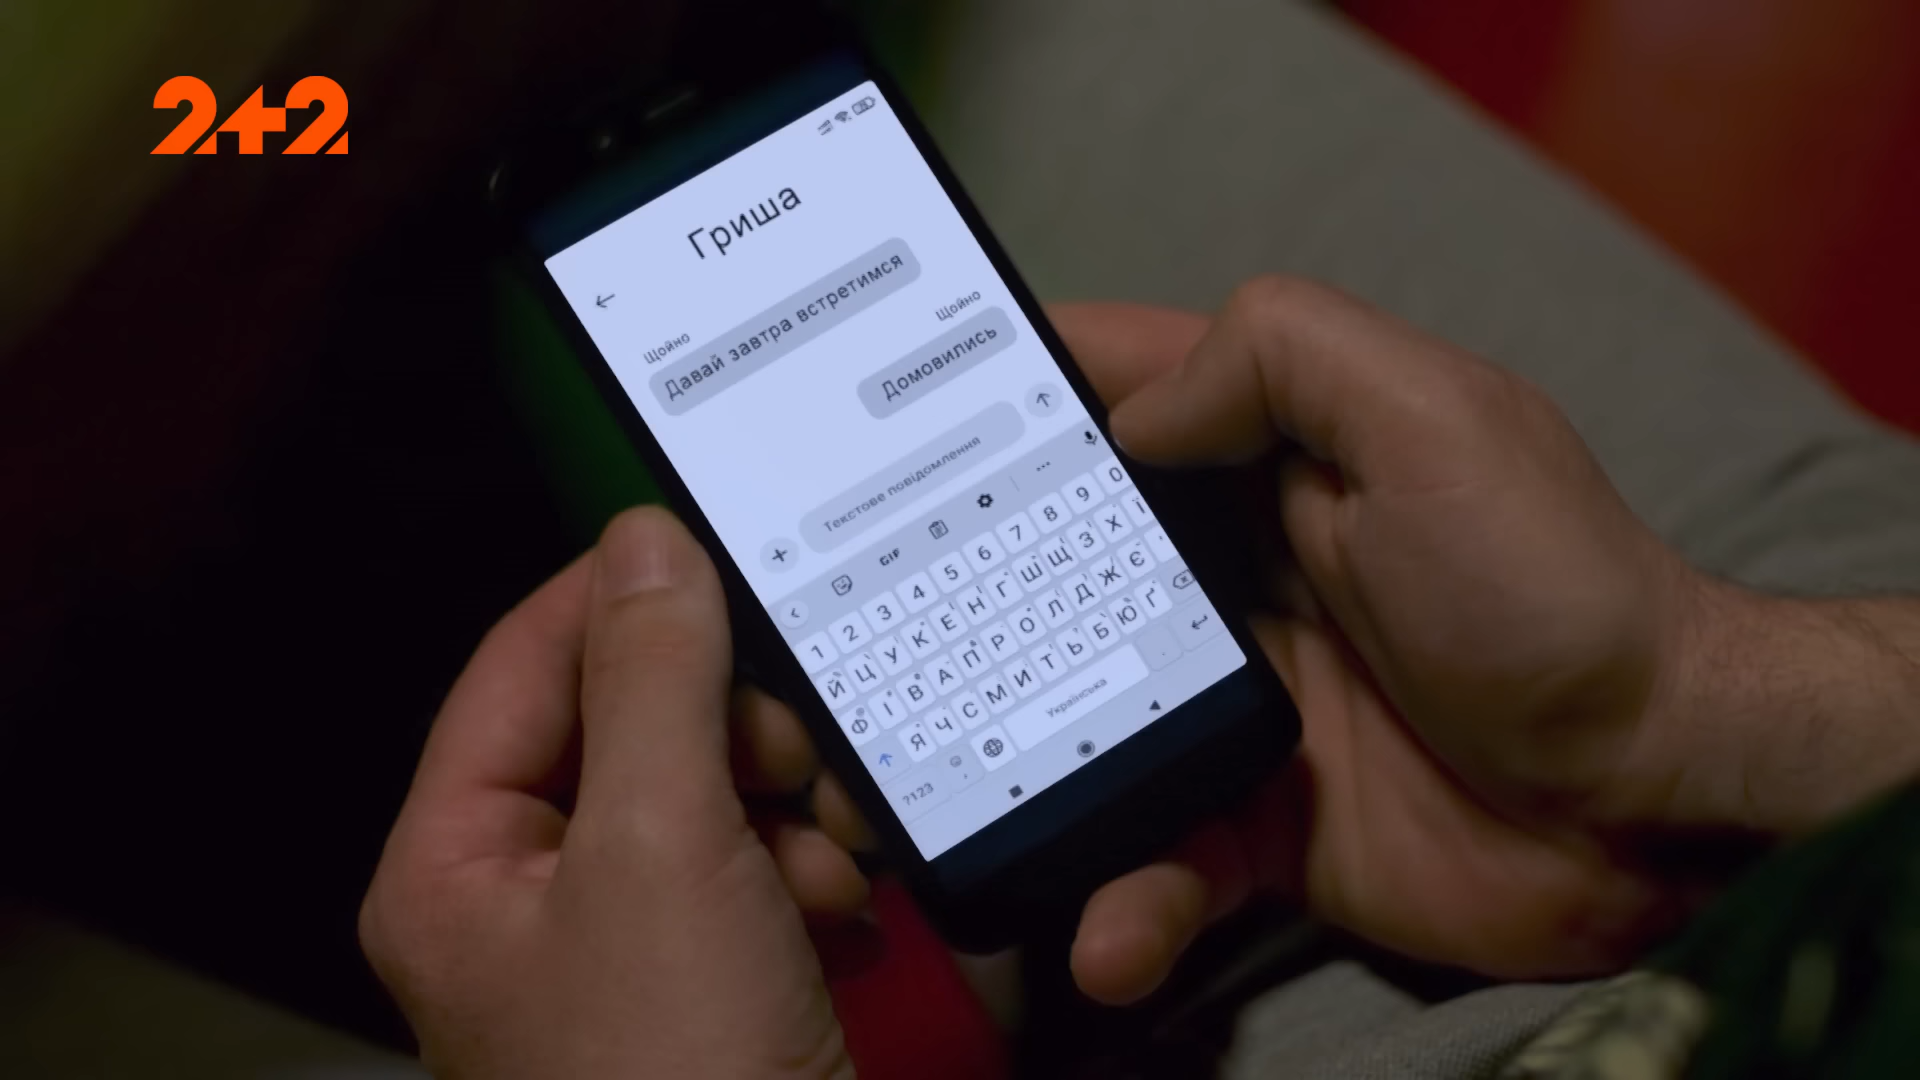 2+2
Гриша
Щойно
Давай завтра встретимся
Щойно
Домовились
Текстове повідомлення
GIF
1 2 3 4 5 6 7 8 9 0
Й Ц У К Е Н Г Ш Щ З Х Ї
Ф І В А П Р О Л Д Ж Є '
Я Ч С М И Т Ь Б Ю Ґ
?123 , Українська .